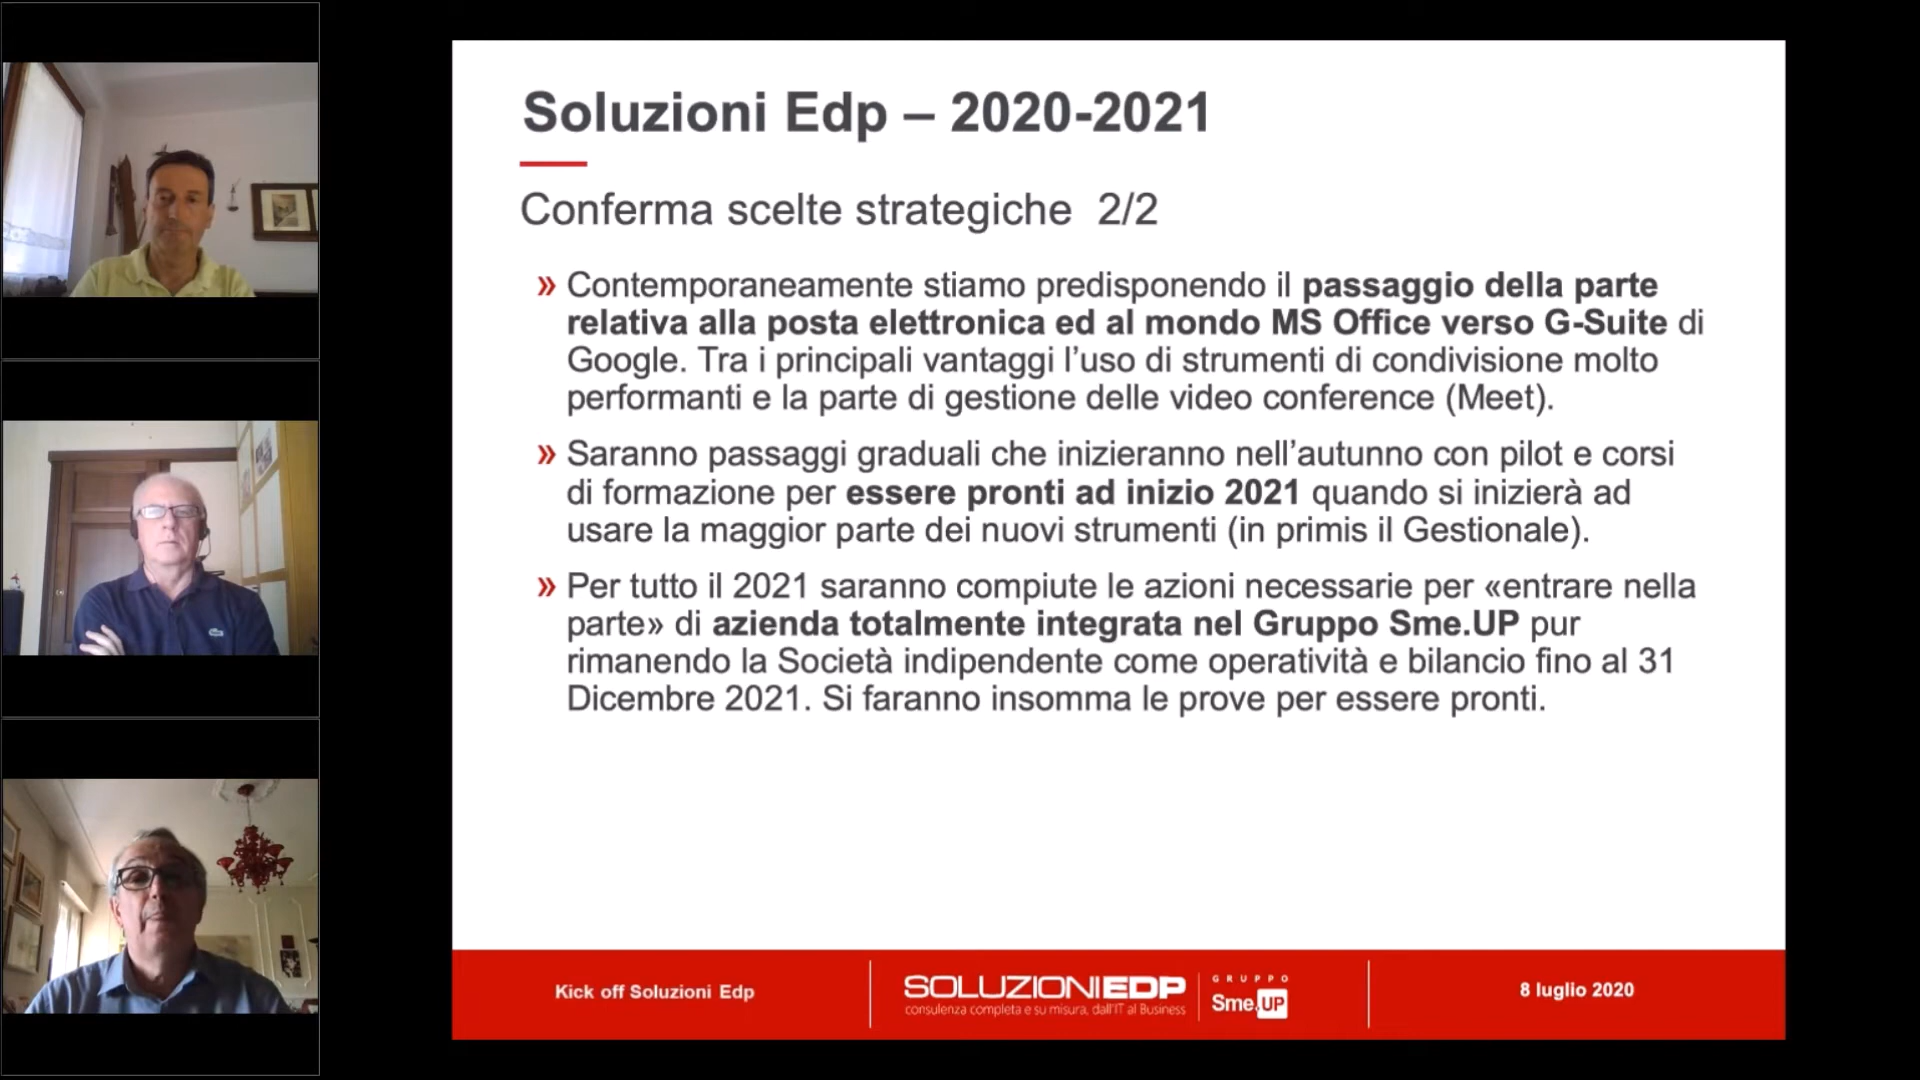 Soluzioni Edp – 2020-2021
Conferma scelte strategiche 2/2
» Contemporaneamente stiamo predisponendo il passaggio della parte
relativa alla posta elettronica ed al mondo MS Office verso G-Suite di
Google. Tra i principali vantaggi l’uso di strumenti di condivisione molto
performanti e la parte di gestione delle video conference (Meet).
» Saranno passaggi graduali che inizieranno nell’autunno con pilot e corsi
di formazione per essere pronti ad inizio 2021 quando si inizierà ad
usare la maggior parte dei nuovi strumenti (in primis il Gestionale).
» Per tutto il 2021 saranno compiute le azioni necessarie per «entrare nella
parte» di azienda totalmente integrata nel Gruppo Sme.UP pur
rimanendo la Società indipendente come operatività e bilancio fino al 31
Dicembre 2021. Si faranno insomma le prove per essere pronti.
Kick off Soluzioni Edp
SOLUZIONIEDP
consulenza completa e su misura, dall'IT al Business
GRUPPO
Sme.UP
8 luglio 2020